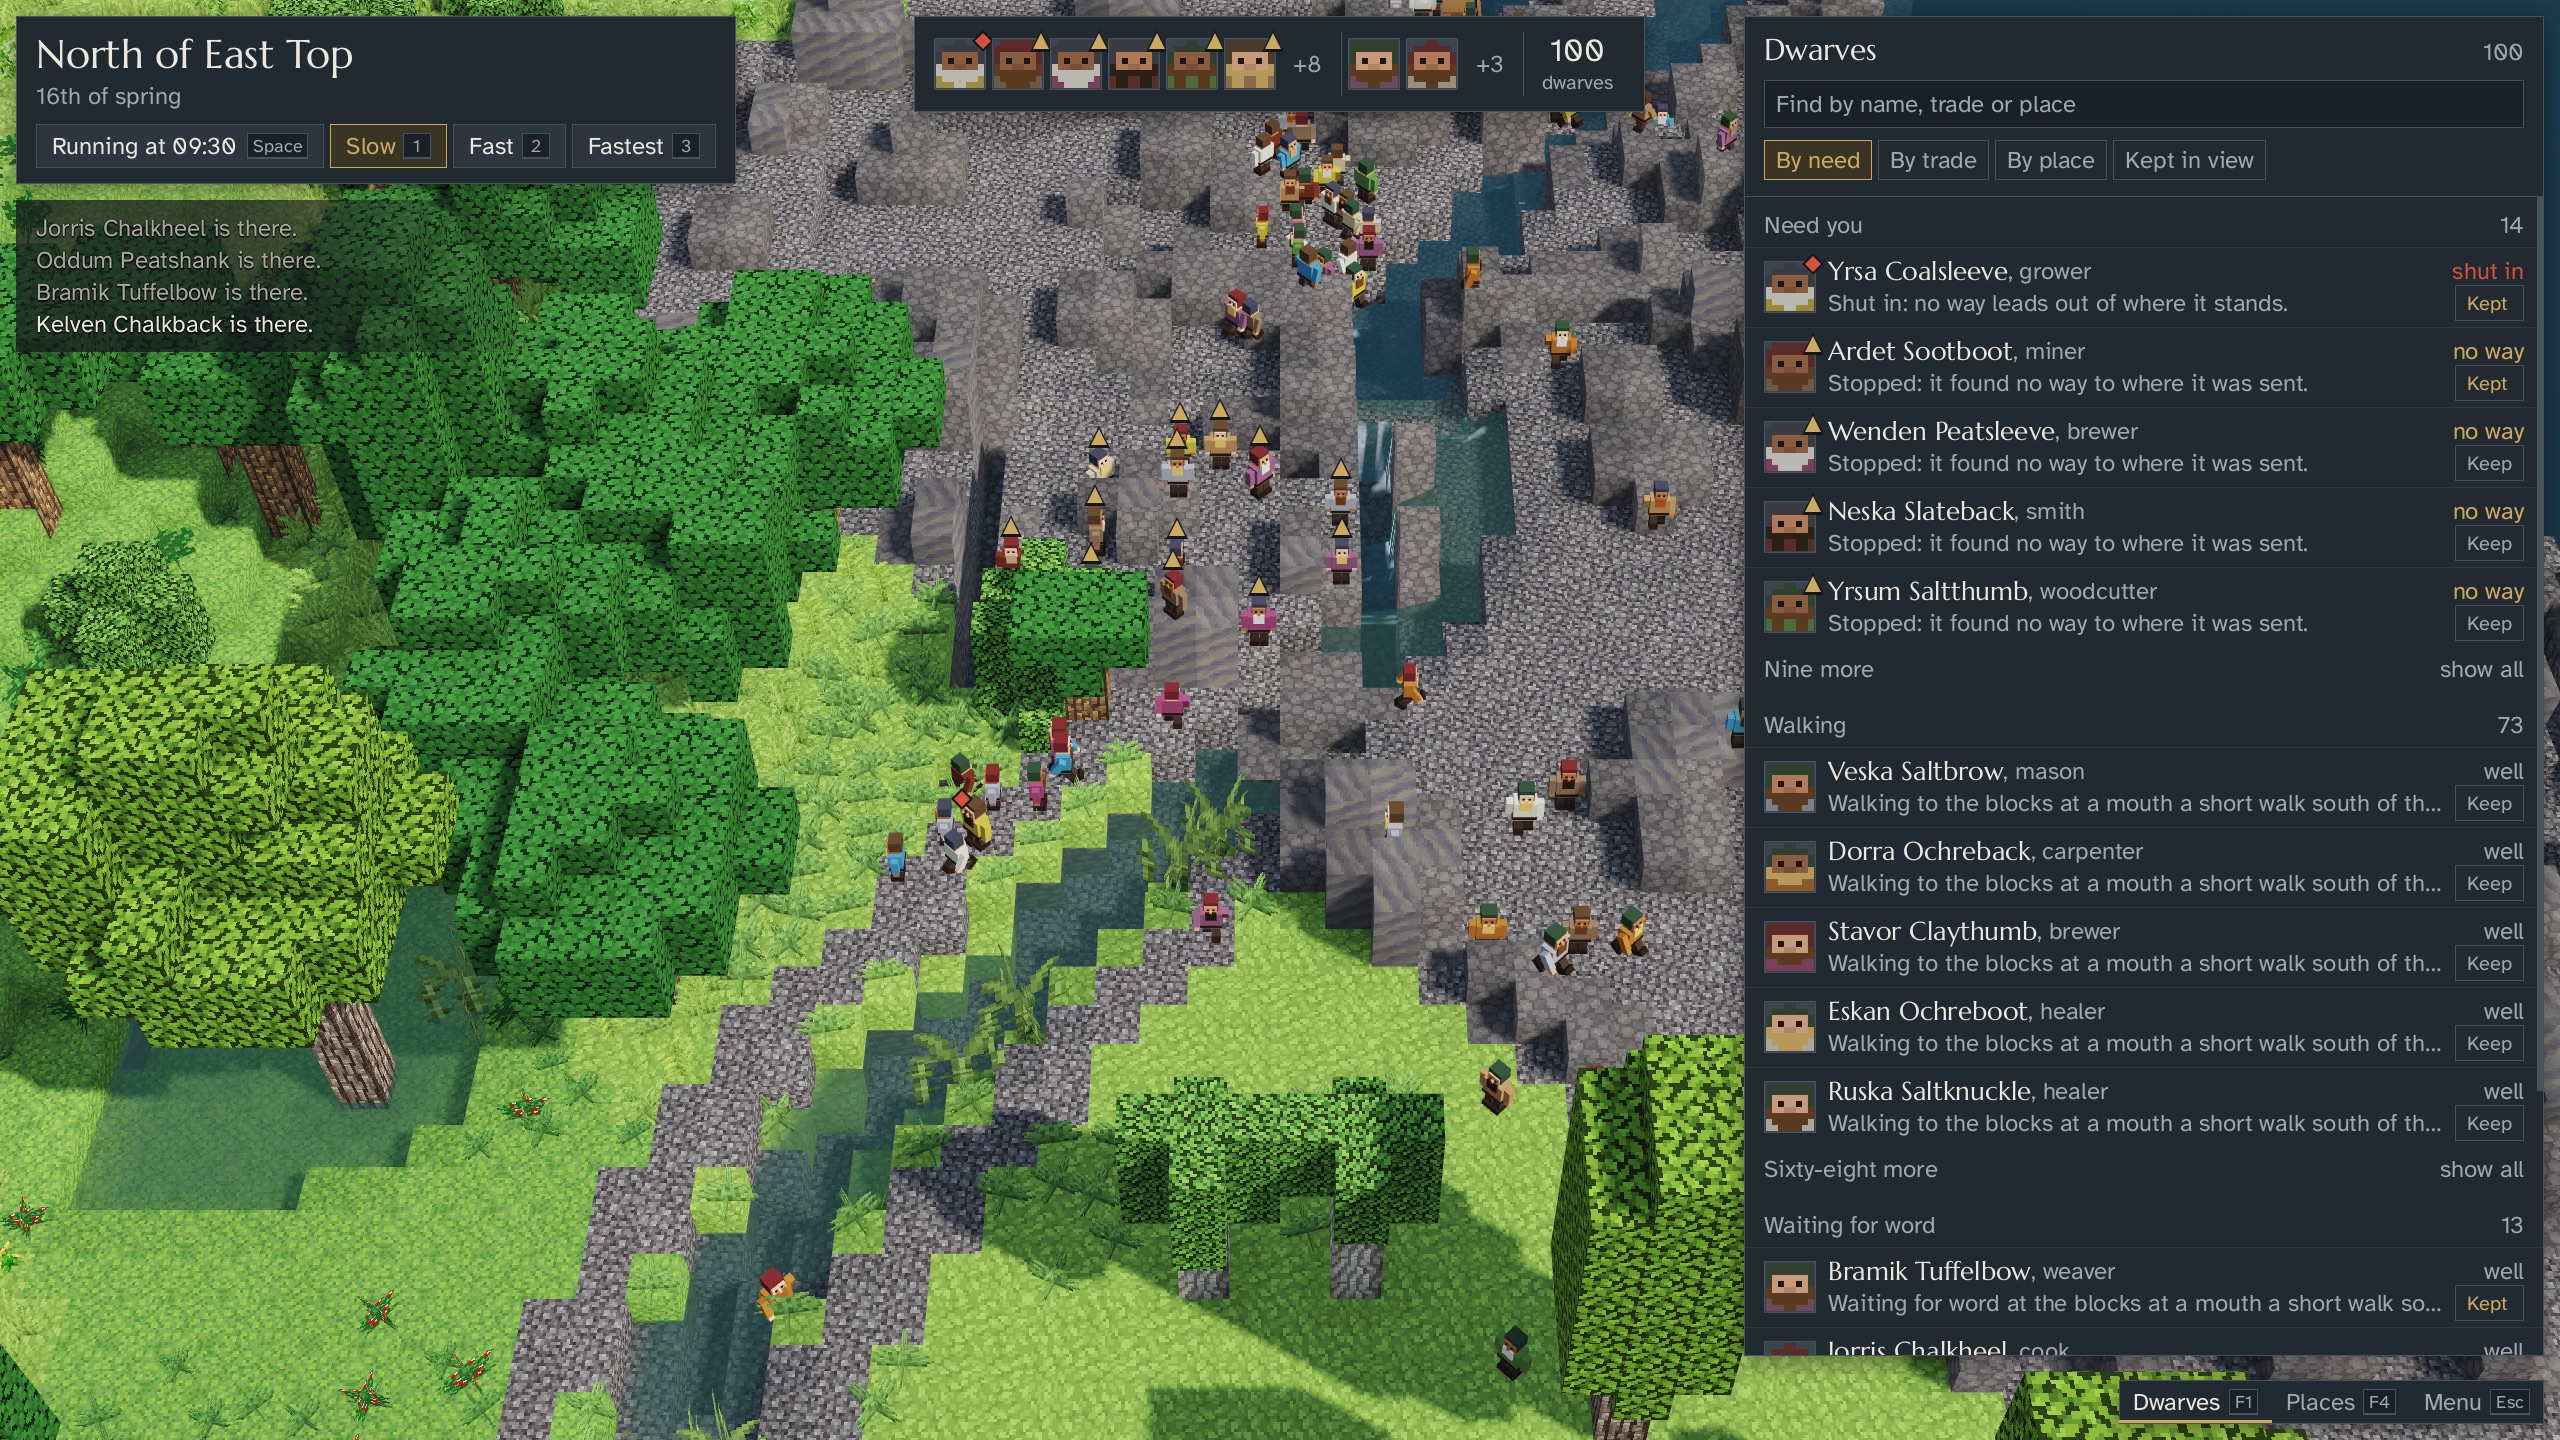 North of East Top
16th of spring
Running at 09:30 Space
Slow 1
Fast 2
Fastest 3
Jorris Chalkheel is there.
Oddum Peatshank is there.
Bramik Tuffelbow is there.
Kelven Chalkback is there.
+8
+3
100
dwarves
Dwarves 100
Find by name, trade or place
By need
By trade
By place
Kept in view
Need you 14
Yrsa Coalsleeve, grower shut in
Shut in: no way leads out of where it stands. Kept
Ardet Sootboot, miner no way
Stopped: it found no way to where it was sent. Kept
Wenden Peatsleeve, brewer no way
Stopped: it found no way to where it was sent. Keep
Neska Slateback, smith no way
Stopped: it found no way to where it was sent. Keep
Yrsum Saltthumb, woodcutter no way
Stopped: it found no way to where it was sent. Keep
Nine more show all
Walking 73
Veska Saltbrow, mason well
Walking to the blocks at a mouth a short walk south of th... Keep
Dorra Ochreback, carpenter well
Walking to the blocks at a mouth a short walk south of th... Keep
Stavor Claythumb, brewer well
Walking to the blocks at a mouth a short walk south of th... Keep
Eskan Ochreboot, healer well
Walking to the blocks at a mouth a short walk south of th... Keep
Ruska Saltknuckle, healer well
Walking to the blocks at a mouth a short walk south of th... Keep
Sixty-eight more show all
Waiting for word 13
Bramik Tuffelbow, weaver well
Waiting for word at the blocks at a mouth a short walk so... Kept
Jorris Chalkheel, cook well
Dwarves F1
Places F4
Menu Esc